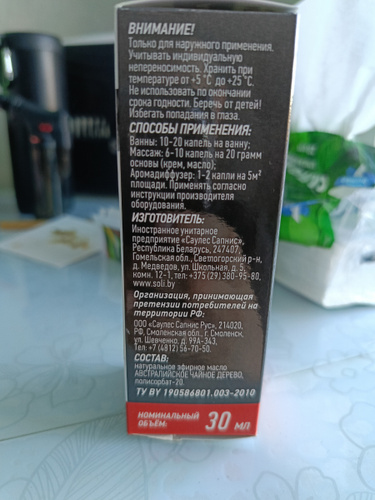 ВНИМАНИЕ!
Только для наружного применения.
Учитывать индивидуальную
непереносимость. Хранить при
температуре от +5 °С до +25 °С.
Не использовать по окончании
срока годности. Беречь от детей!
Избегать попадания в глаза.
СПОСОБЫ ПРИМЕНЕНИЯ:
Ванны: 10-20 капель на ванну;
Массаж: 6-10 капель на 20 грамм
основы (крем, масло);
Аромадиффузер: 1-2 капли на 5м²
площади. Применять согласно
инструкции производителя
оборудования.
ИЗГОТОВИТЕЛЬ:
Иностранное унитарное
предприятие «Саулес Сапнис»,
Республика Беларусь, 247407,
Гомельская обл., Светлогорский р-н,
д. Медведов, ул. Школьная, д. 5,
комн. 12-1, тел: +375 (29) 380-95-80,
www.soli.by
Организация, принимающая
претензии потребителей на
территории РФ:
ООО «Саулес Сапнис Рус», 214020,
РФ, Смоленская обл., г. Смоленск,
ул. Шевченко, д. 99А-343,
Тел: +7 (4812) 56-70-50.
СОСТАВ:
натуральное эфирное масло
АВСТРАЛИЙСКОЕ ЧАЙНОЕ ДЕРЕВО,
полисорбат-20.
ТУ BY 190586801.003-2010
НОМИНАЛЬНЫЙ
ОБЪЁМ:
30 МЛ